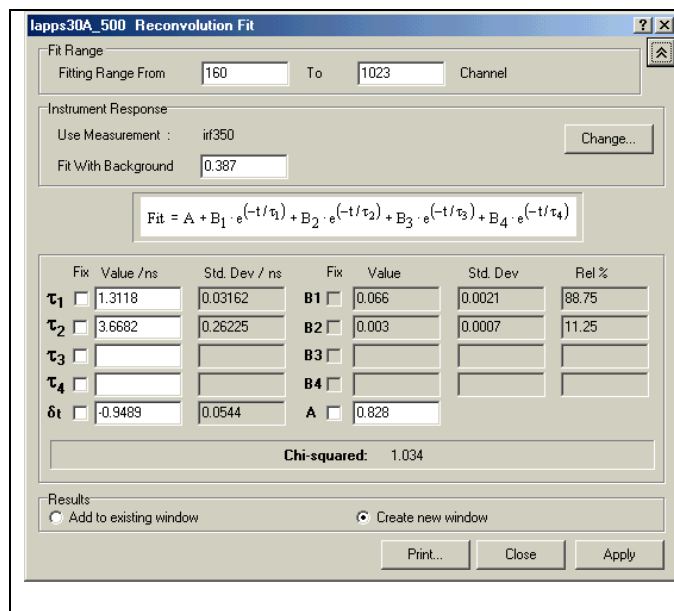 lapps30A_500 Reconvolution Fit
Fit Range
Fitting Range From 160 To 1023 Channel
Instrument Response
Use Measurement : irf350 Change...
Fit With Background 0.387
Fit = A + B₁ · e^(-t/τ₁) + B₂ · e^(-t/τ₂) + B₃ · e^(-t/τ₃) + B₄ · e^(-t/τ₄)
Fix Value /ns Std. Dev / ns Fix Value Std. Dev Rel %
τ₁ 1.3118 0.03162 B1 0.066 0.0021 88.75
τ₂ 3.6682 0.26225 B2 0.003 0.0007 11.25
τ₃ B3
τ₄ B4
δt -0.9489 0.0544 A 0.828
Chi-squared: 1.034
Results
Add to existing window Create new window
Print... Close Apply